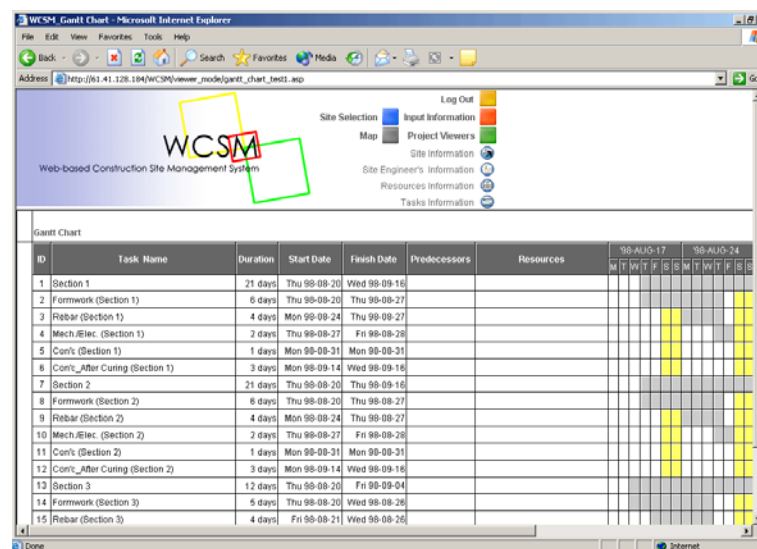 WCSM_Gantt Chart - Microsoft Internet Explorer
File Edit View Favorites Tools Help
Back Search Favorites Media
Address http://61.41.128.184/WCSM/viewer_mode/gantt_chart_test1.asp Go
Log Out
Site Selection Input Information
Map Project Viewers
WCSM
Site Information
Web-based Construction Site Management System
Site Engineer's Information
Resources Information
Tasks Information
Gantt Chart
ID Task Name Duration Start Date Finish Date Predecessors Resources '98-AUG-17 '98-AUG-24
M T W T F S S M T W T F S S
1 Section 1 21 days Thu 98-08-20 Wed 98-09-16
2 Formwork (Section 1) 6 days Thu 98-08-20 Thu 98-08-27
3 Rebar (Section 1) 4 days Mon 98-08-24 Thu 98-08-27
4 Mech./Elec. (Section 1) 2 days Thu 98-08-27 Fri 98-08-28
5 Con'c (Section 1) 1 days Mon 98-08-31 Mon 98-08-31
6 Con'c_After Curing (Section 1) 3 days Mon 98-09-14 Wed 98-09-16
7 Section 2 21 days Thu 98-08-20 Thu 98-09-16
8 Formwork (Section 2) 6 days Thu 98-08-20 Thu 98-08-27
9 Rebar (Section 2) 4 days Mon 98-08-24 Thu 98-08-27
10 Mech./Elec. (Section 2) 2 days Thu 98-08-27 Fri 98-08-28
11 Con'c (Section 2) 1 days Mon 98-08-31 Mon 98-08-31
12 Con'c_After Curing (Section 2) 3 days Mon 98-09-14 Wed 98-09-16
13 Section 3 12 days Thu 98-08-20 Fri 98-09-04
14 Formwork (Section 3) 5 days Thu 98-08-20 Wed 98-08-26
15 Rebar (Section 3) 4 days Fri 98-08-21 Wed 98-08-26
Done Internet